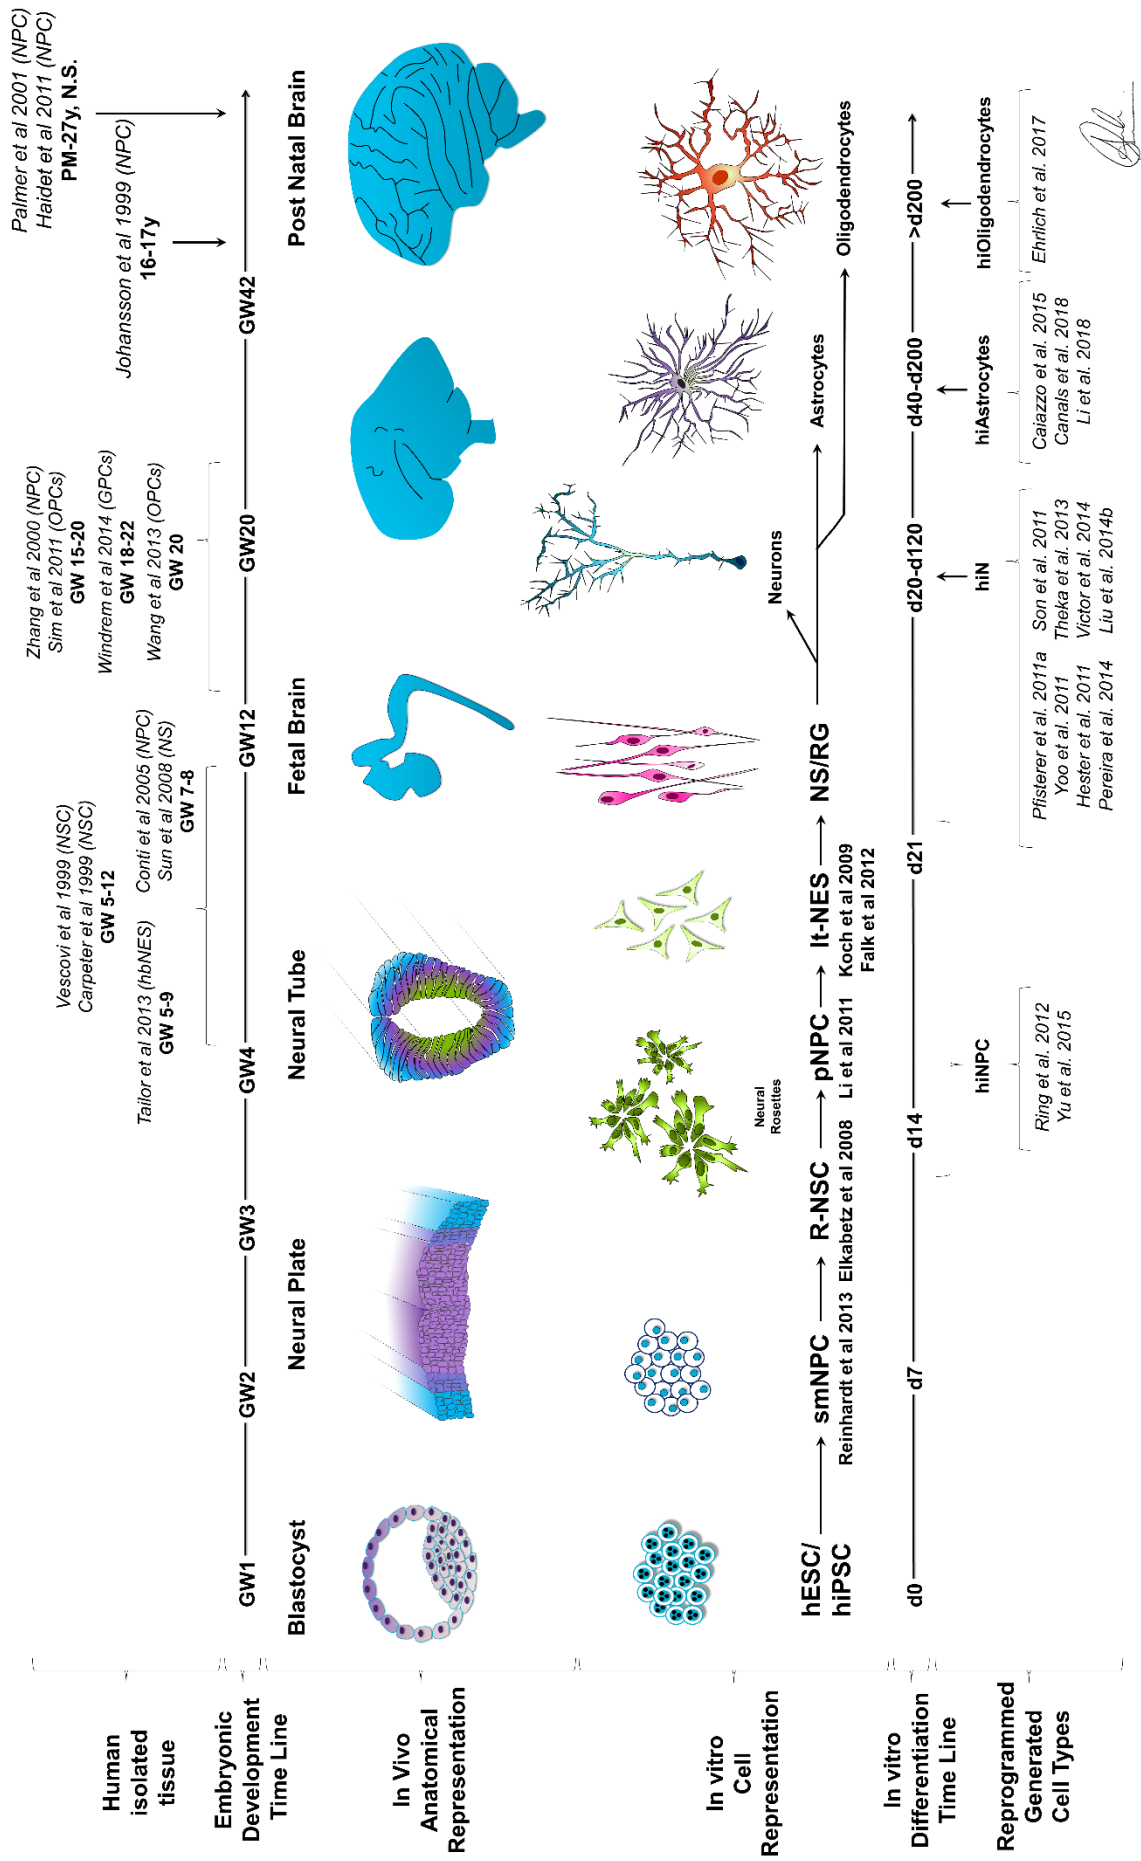 Human
isolated
tissue
Vescovi et al 1999 (NSC)
Carpeter et al 1999 (NSC)
GW 5-12
Tailor et al 2013 (hbNES)
GW 5-9
Conti et al 2005 (NPC)
Sun et al 2008 (NS)
GW 7-8
Zhang et al 2000 (NPC)
Sim et al 2011 (OPCs)
GW 15-20
Windrem et al 2014 (GPCs)
GW 18-22
Wang et al 2013 (OPCs)
GW 20
Johansson et al 1999 (NPC)
16-17y
Palmer et al 2001 (NPC)
Haidet et al 2011 (NPC)
PM-27y, N.S.
Embryonic
Development
Time Line
GW1 GW2 GW3 GW4 GW12 GW20 GW42
Blastocyst Neural Plate Neural Tube Fetal Brain Post Natal Brain
In Vivo
Anatomical
Representation
In vitro
Cell
Representation
Neural
Rosettes
Neurons
Astrocytes
Oligodendrocytes
hESC/
hiPSC
smNPC R-NSC pNPC lt-NES NS/RG
Reinhardt et al 2013 Elkabetz et al 2008 Li et al 2011 Koch et al 2009
Falk et al 2012
In vitro
Differentiation
Time Line
d0 d7 d14 d21 d20-d120 d40-d200 >d200
Reprogrammed
Generated
Cell Types
hiNPC
Ring et al. 2012
Yu et al. 2015
hiN
Pfisterer et al. 2011a
Yoo et al. 2011
Hester et al. 2011
Pereira et al. 2014
Son et al. 2011
Theka et al. 2013
Victor et al. 2014
Liu et al. 2014b
hiAstrocytes
Caiazzo et al. 2015
Canals et al. 2018
Li et al. 2018
hiOligodendrocytes
Ehrlich et al. 2017